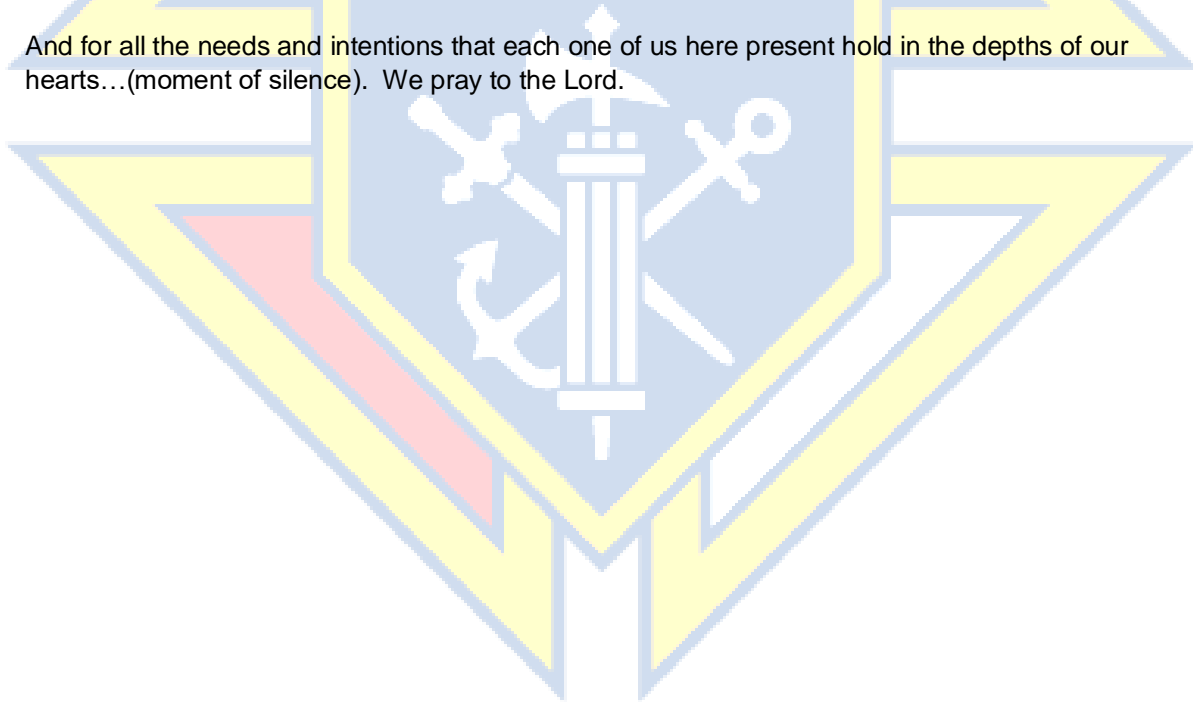 And for all the needs and intentions that each one of us here present hold in the depths of our
hearts…(moment of silence).  We pray to the Lord.